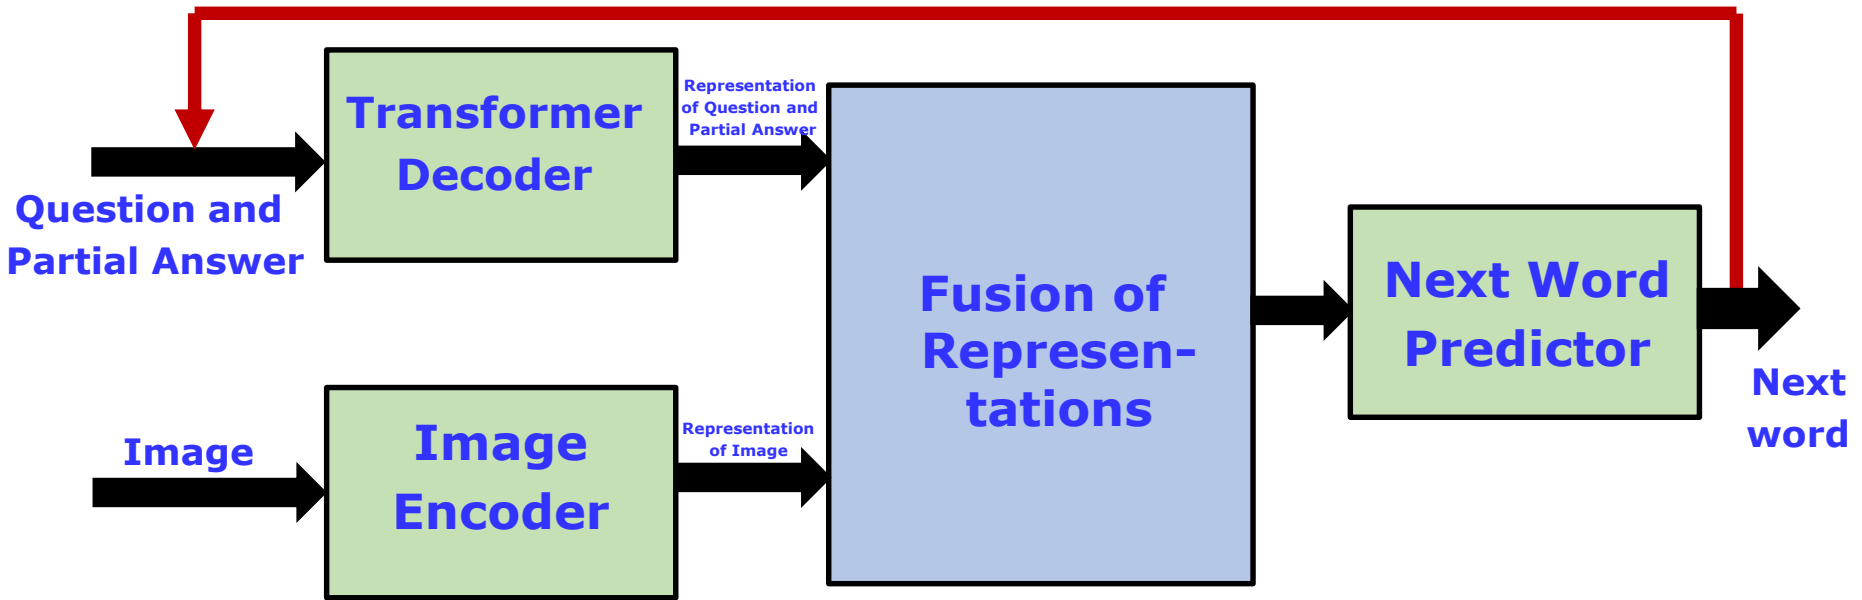 Transformer
Decoder
Representation
of Question and
Partial Answer
Question and
Partial Answer
Fusion of
Represen-
tations
Next Word
Predictor
Next
word
Image
Image
Encoder
Representation
of Image